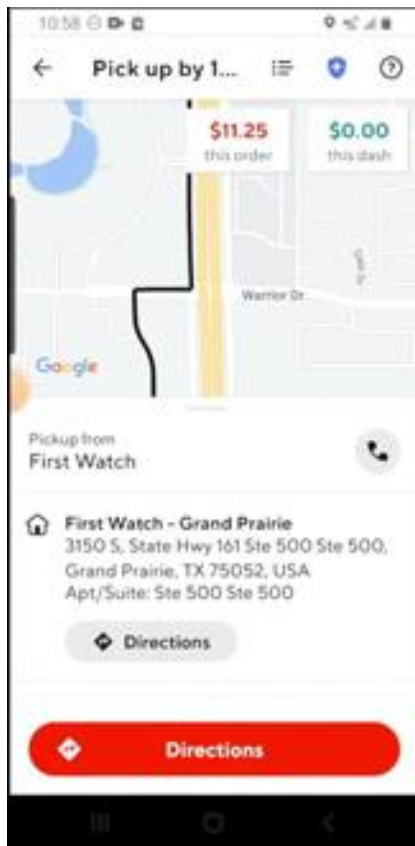 10:58
Pick up by 1...
$11.25
this order
$0.00
this dash
Warrior Dr
Google
Pickup from
First Watch
First Watch - Grand Prairie
3150 S, State Hwy 161 Ste 500 Ste 500,
Grand Prairie, TX 75052, USA
Apt/Suite: Ste 500 Ste 500
Directions
Directions